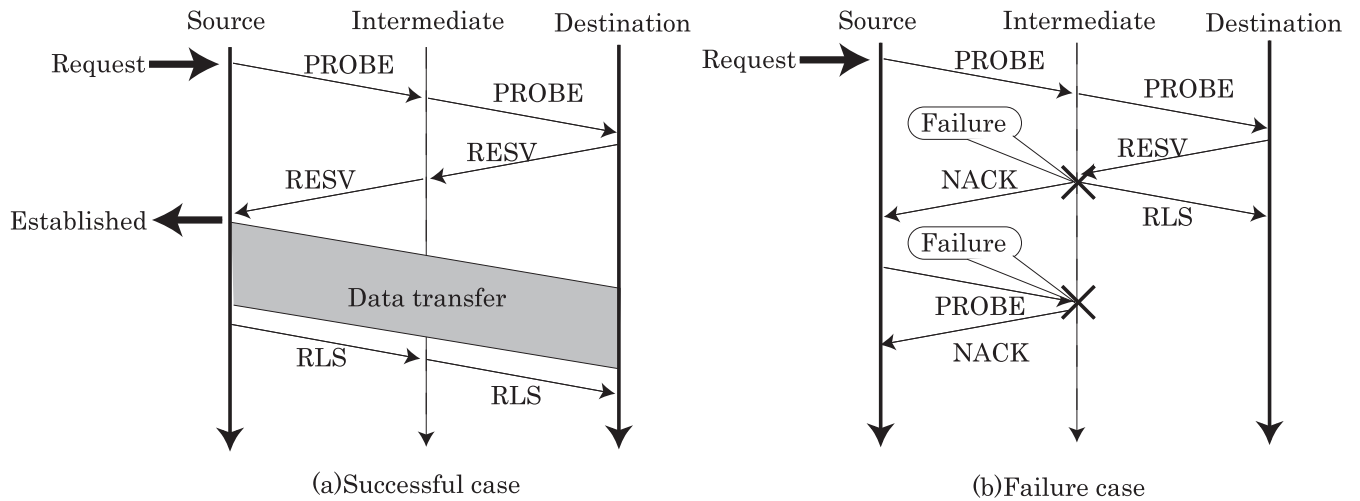 Source Intermediate Destination
Request
PROBE
PROBE
RESV
RESV
Established
Data transfer
RLS
RLS
(a)Successful case
Source Intermediate Destination
Request
PROBE
PROBE
Failure
RESV
NACK
RLS
Failure
PROBE
NACK
(b)Failure case